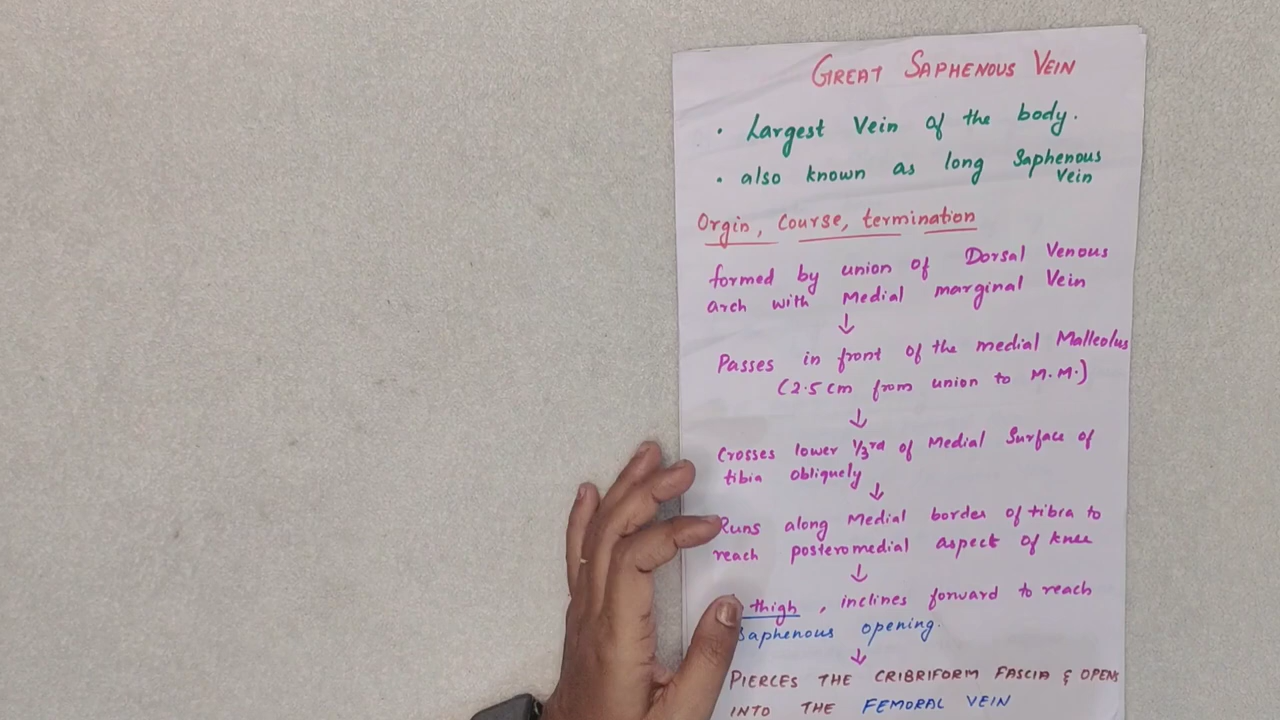 GREAT SAPHENOUS VEIN
• Largest Vein of the body.
• also known as long Saphenous
Vein
Orgin, Course, termination
formed by union of Dorsal Venous
arch with Medial marginal Vein
↓
Passes in front of the medial Malleolus
(2.5 cm from union to M.M.)
↓
Crosses lower 1/3rd of Medial Surface of
tibia obliquely
↓
Runs along Medial border of tibia to
reach posteromedial aspect of knee
↓
thigh, inclines forward to reach
Saphenous opening.
↓
PIERCES THE CRIBRIFORM FASCIA & OPENS
INTO THE FEMORAL VEIN